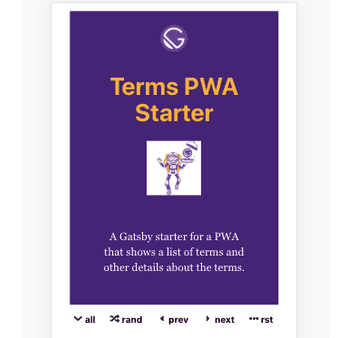 Terms PWA
Starter
A Gatsby starter for a PWA
that shows a list of terms and
other details about the terms.
all rand prev next rst